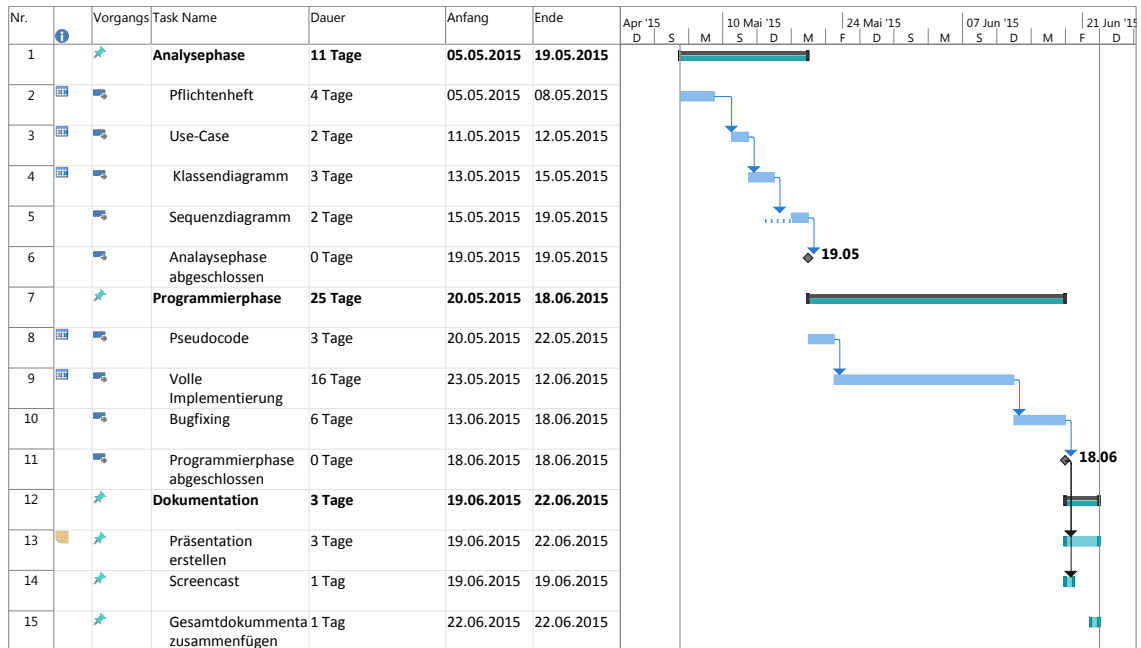 Nr. Vorgangs Task Name Dauer Anfang Ende
Apr '15 10 Mai '15 24 Mai '15 07 Jun '15 21 Jun '15
D S M S D M F D S M S D M F D
1 Analysephase 11 Tage 05.05.2015 19.05.2015
2 Pflichtenheft 4 Tage 05.05.2015 08.05.2015
3 Use-Case 2 Tage 11.05.2015 12.05.2015
4 Klassendiagramm 3 Tage 13.05.2015 15.05.2015
5 Sequenzdiagramm 2 Tage 15.05.2015 19.05.2015
6 Analaysephase 0 Tage 19.05.2015 19.05.2015 19.05
abgeschlossen
7 Programmierphase 25 Tage 20.05.2015 18.06.2015
8 Pseudocode 3 Tage 20.05.2015 22.05.2015
9 Volle 16 Tage 23.05.2015 12.06.2015
Implementierung
10 Bugfixing 6 Tage 13.06.2015 18.06.2015
11 Programmierphase 0 Tage 18.06.2015 18.06.2015 18.06
abgeschlossen
12 Dokumentation 3 Tage 19.06.2015 22.06.2015
13 Präsentation 3 Tage 19.06.2015 22.06.2015
erstellen
14 Screencast 1 Tag 19.06.2015 19.06.2015
15 Gesamtdokummenta 1 Tag 22.06.2015 22.06.2015
zusammenfügen